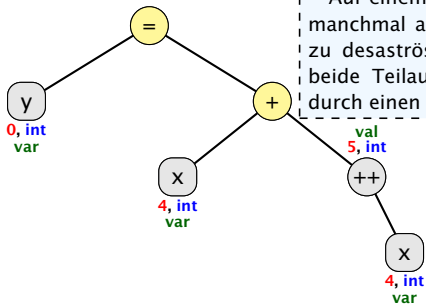 =
Auf einem
manchmal a
zu desaströs
beide Teilau
durch einen
y
0, int
var
+
x
4, int
var
val
5, int
++
x
4, int
var